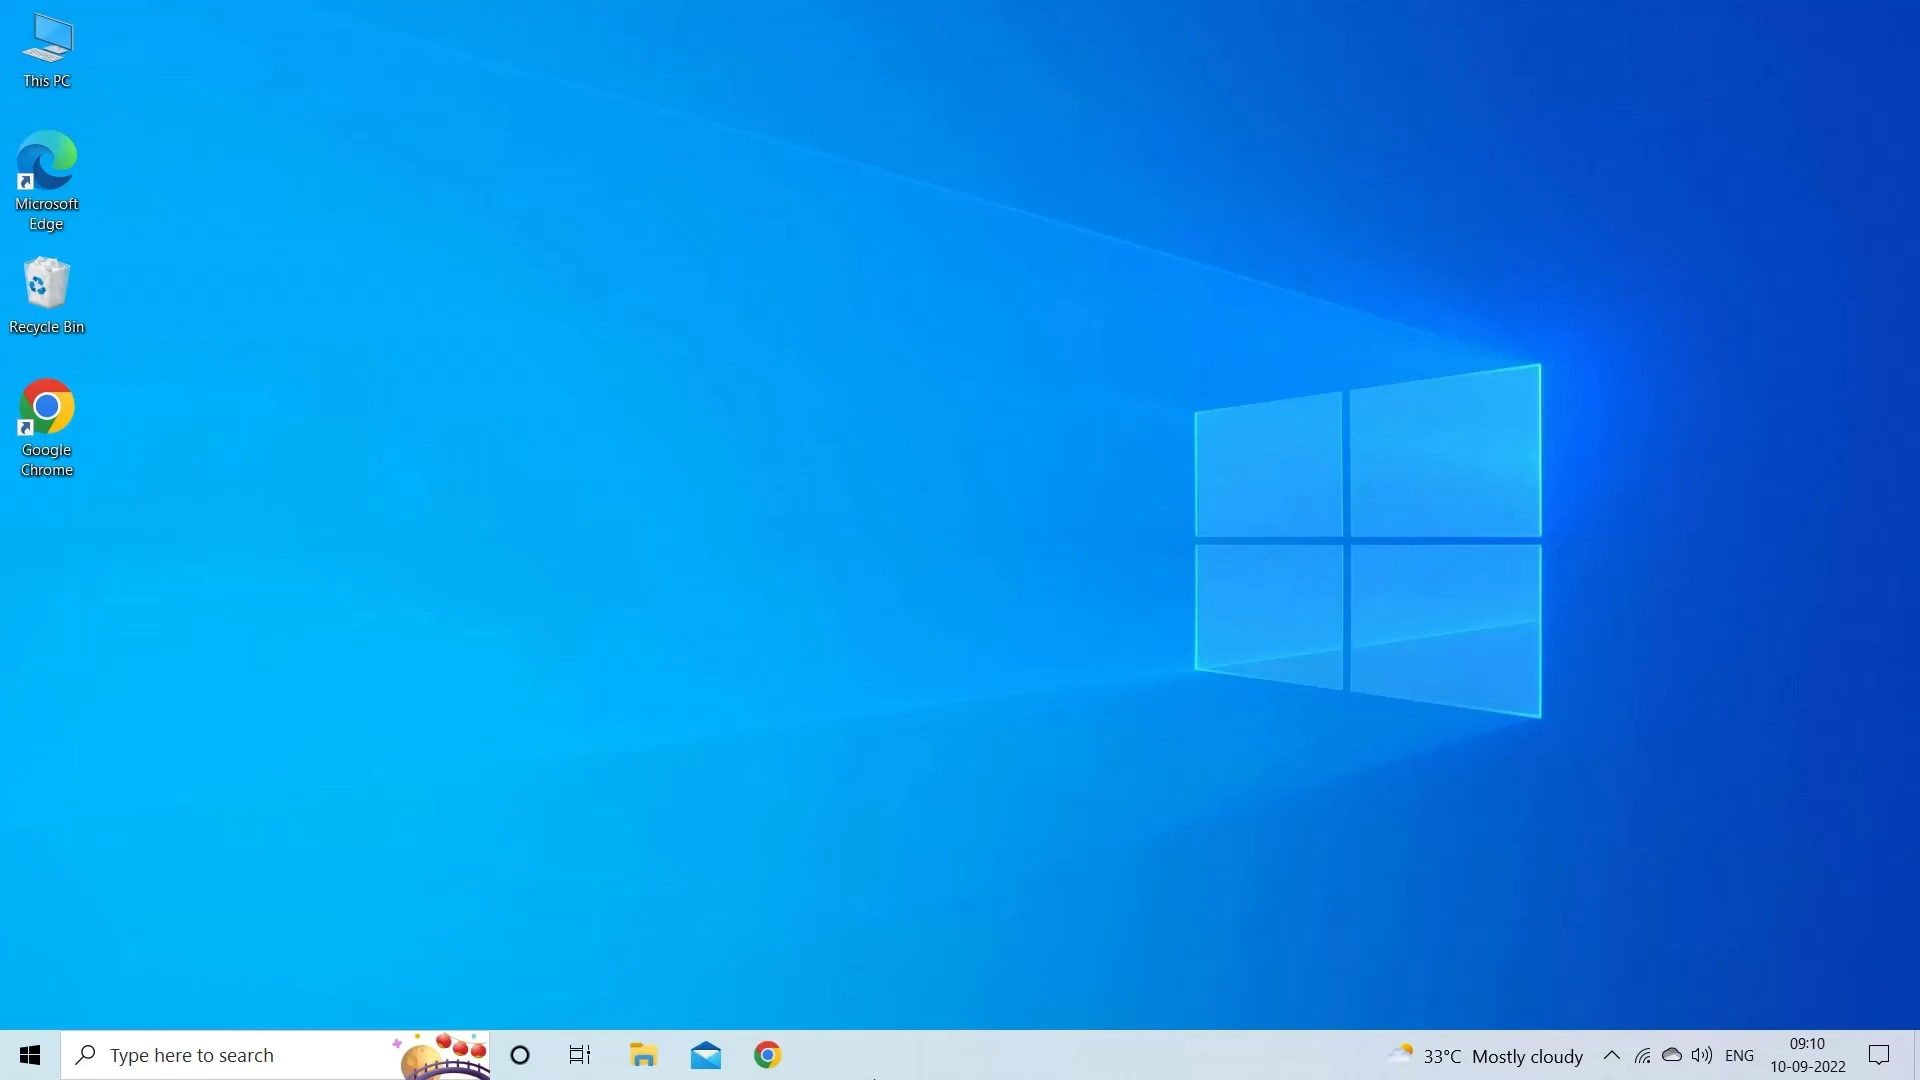 This PC
Microsoft
Edge
Recycle Bin
Google
Chrome
Type here to search
33°C Mostly cloudy
ENG
09:10
10-09-2022